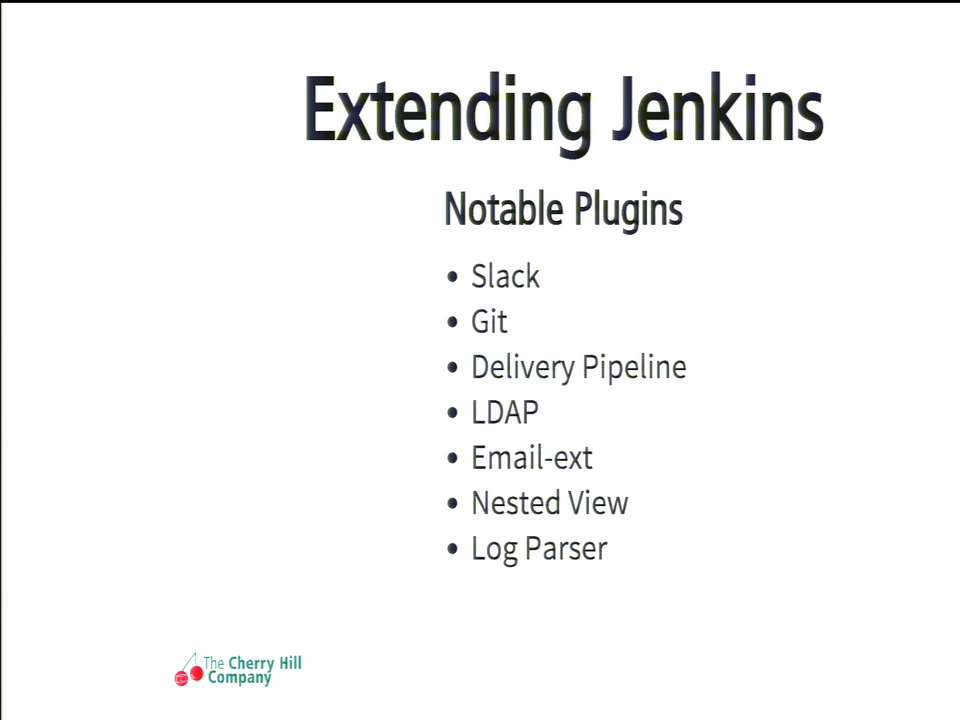 Extending Jenkins
Notable Plugins
• Slack
• Git
• Delivery Pipeline
• LDAP
• Email-ext
• Nested View
• Log Parser
The Cherry Hill
Company